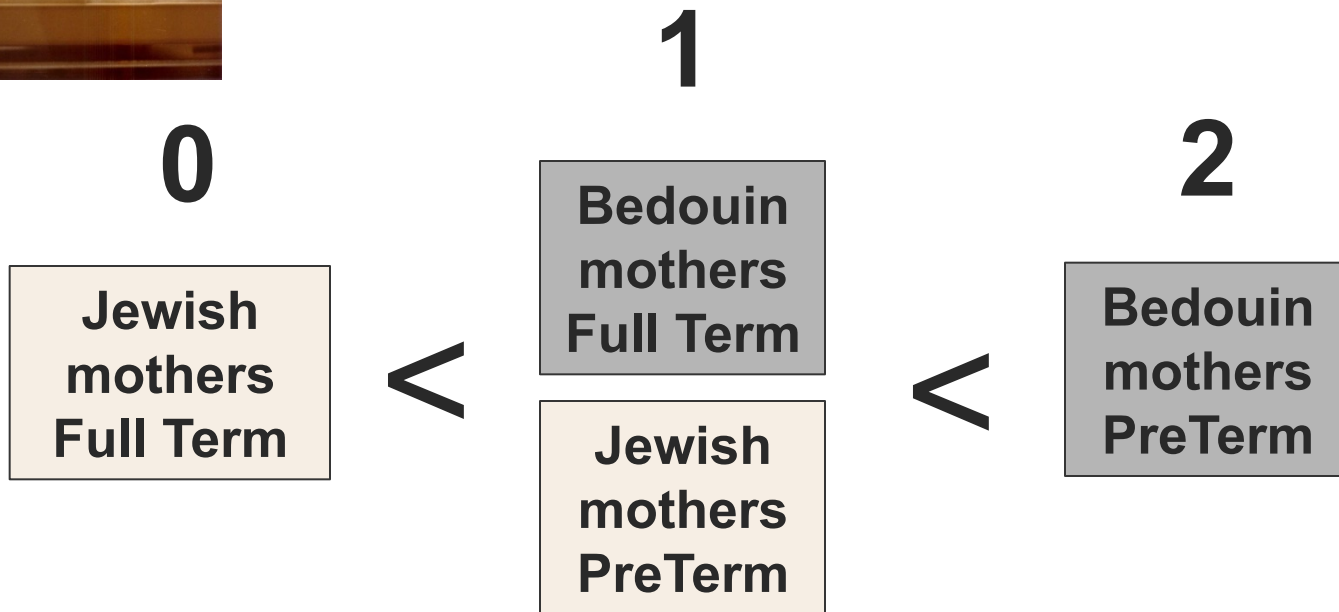 0
Jewish
mothers
Full Term
<
1
Bedouin
mothers
Full Term
Jewish
mothers
PreTerm
<
2
Bedouin
mothers
PreTerm